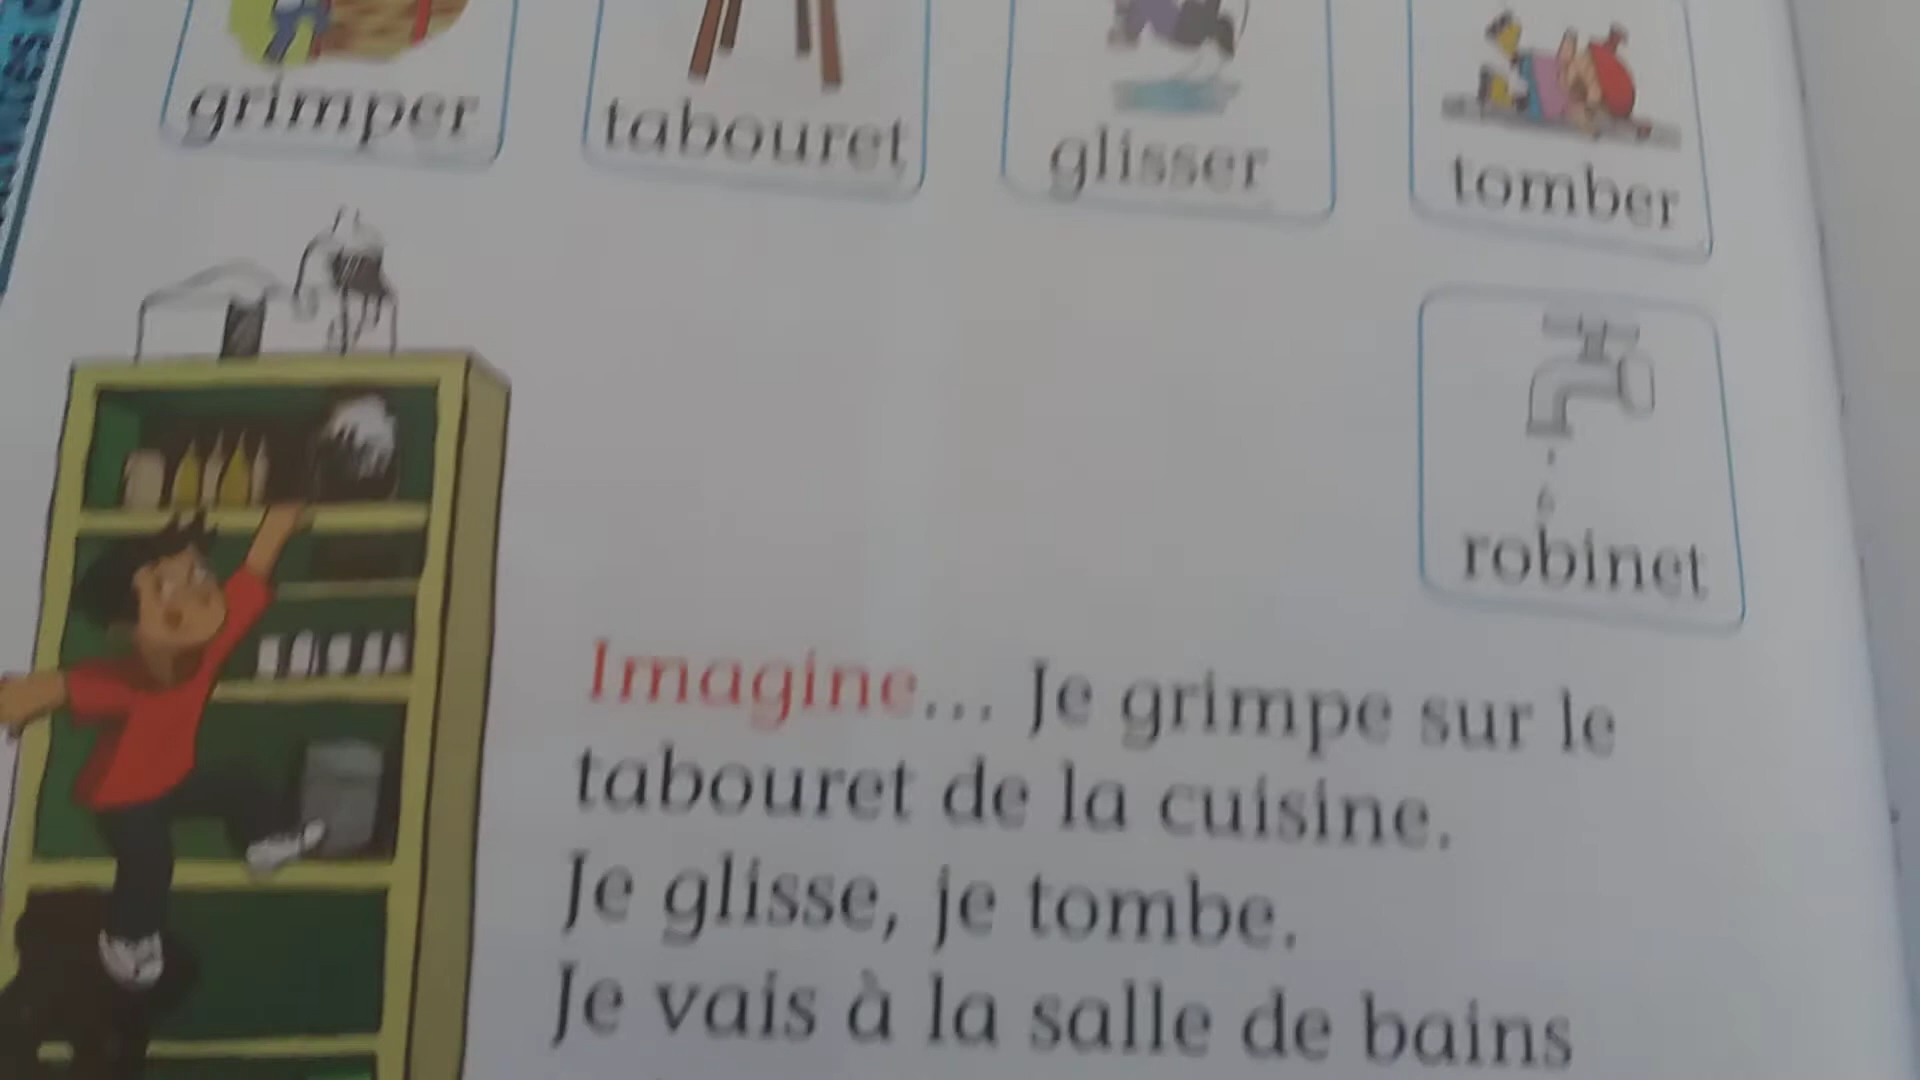 grimper
tabouret
glisser
tomber
robinet
Imagine... Je grimpe sur le
tabouret de la cuisine.
Je glisse, je tombe.
Je vais à la salle de bains